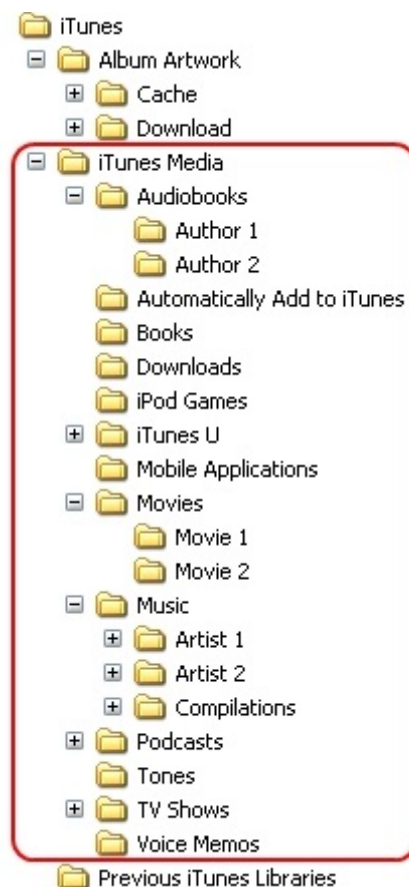 iTunes
Album Artwork
Cache
Download
iTunes Media
Audiobooks
Author 1
Author 2
Automatically Add to iTunes
Books
Downloads
iPod Games
iTunes U
Mobile Applications
Movies
Movie 1
Movie 2
Music
Artist 1
Artist 2
Compilations
Podcasts
Tones
TV Shows
Voice Memos
Previous iTunes Libraries